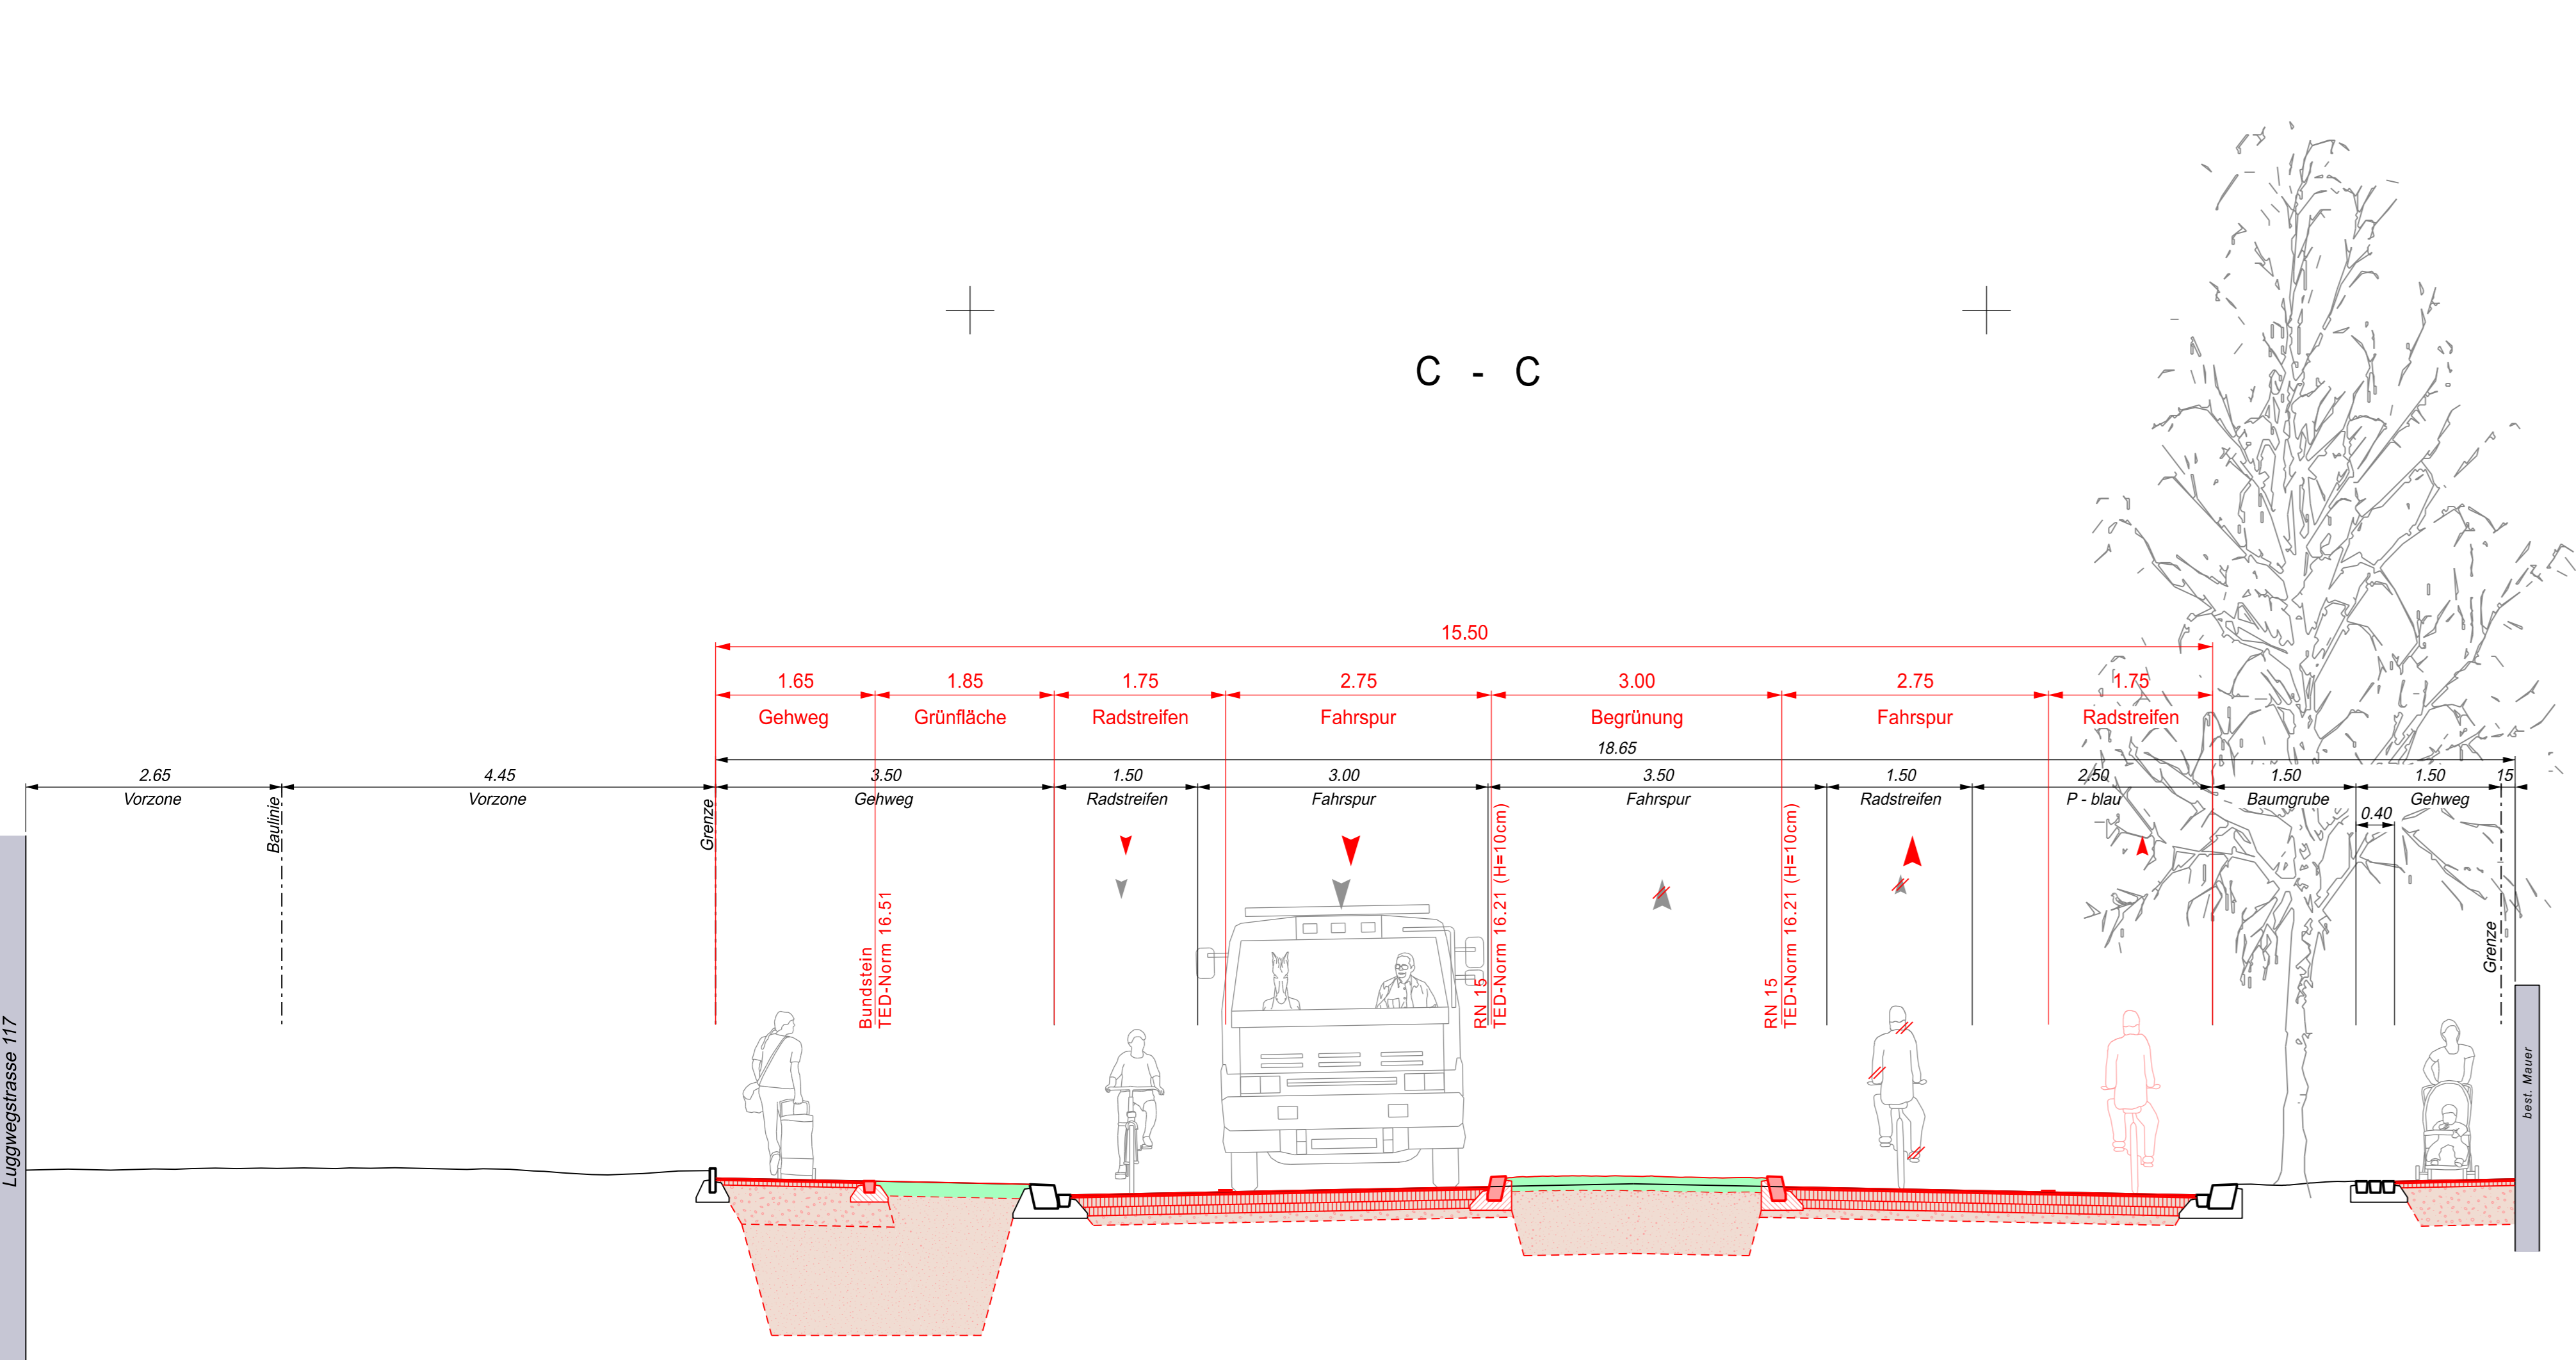 C - C
15.50
1.65 1.85 1.75 2.75 3.00 2.75 1.75
Gehweg Grünfläche Radstreifen Fahrspur Begrünung Fahrspur Radstreifen
18.65
2.65 4.45 3.50 1.50 3.00 3.50 1.50 2.50 1.50 1.50 15
Vorzone Vorzone Gehweg Radstreifen Fahrspur Fahrspur Radstreifen P - blau Baumgrube Gehweg
0.40
Baulinie
Grenze
Bundstein
TED-Norm 16.51
RN 15
TED-Norm 16.21 (H=10cm)
RN 15
TED-Norm 16.21 (H=10cm)
Grenze
Luggwegstrasse 117
best. Mauer